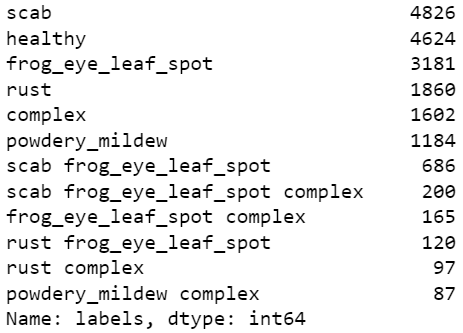 scab 4826
healthy 4624
frog_eye_leaf_spot 3181
rust 1860
complex 1602
powdery_mildew 1184
scab frog_eye_leaf_spot 686
scab frog_eye_leaf_spot complex 200
frog_eye_leaf_spot complex 165
rust frog_eye_leaf_spot 120
rust complex 97
powdery_mildew complex 87
Name: labels, dtype: int64